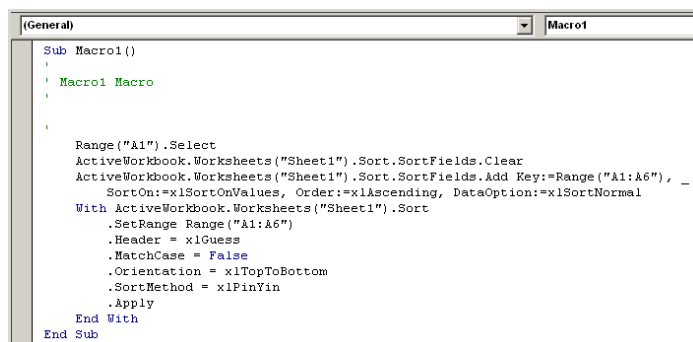 (General) Macro1
Sub Macro1()
'
' Macro1 Macro
'

'
    Range("A1").Select
    ActiveWorkbook.Worksheets("Sheet1").Sort.SortFields.Clear
    ActiveWorkbook.Worksheets("Sheet1").Sort.SortFields.Add Key:=Range("A1:A6"), _
        SortOn:=xlSortOnValues, Order:=xlAscending, DataOption:=xlSortNormal
    With ActiveWorkbook.Worksheets("Sheet1").Sort
        .SetRange Range("A1:A6")
        .Header = xlGuess
        .MatchCase = False
        .Orientation = xlTopToBottom
        .SortMethod = xlPinYin
        .Apply
    End With
End Sub